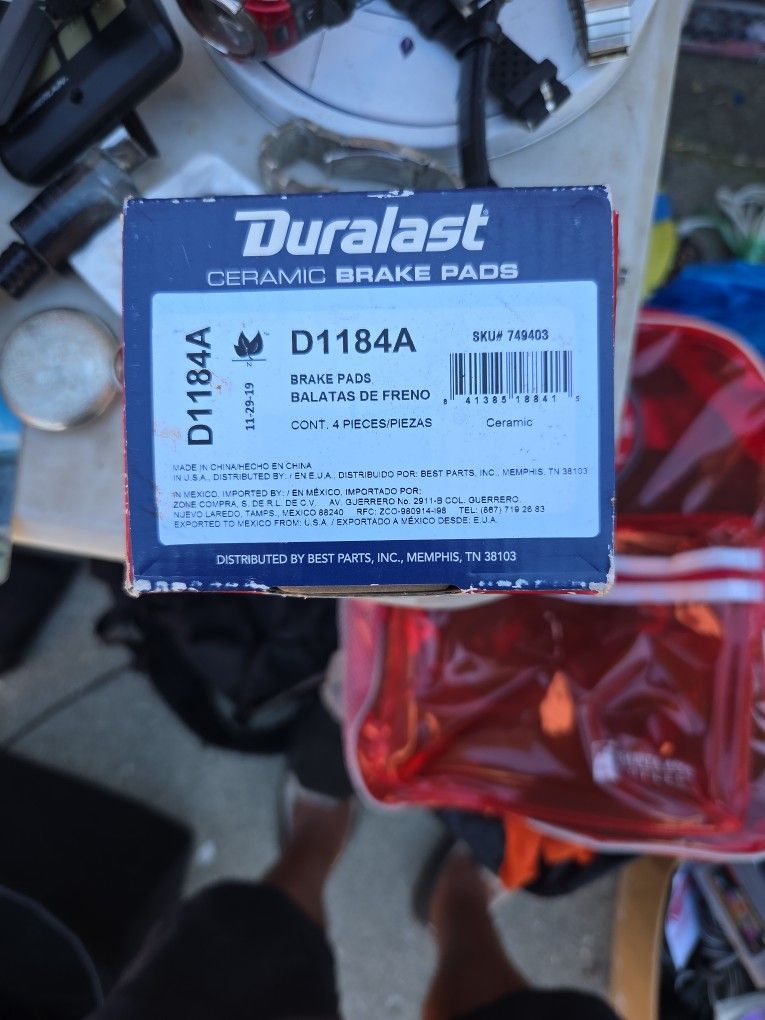 Duralast
CERAMIC BRAKE PADS
D1184A
11-29-19
D1184A
BRAKE PADS
BALATAS DE FRENO
CONT. 4 PIECES/PIEZAS
SKU# 749403
8 41385 18841 5
Ceramic
MADE IN CHINA/HECHO EN CHINA
IN U.S.A., DISTRIBUTED BY: / EN E.U.A., DISTRIBUIDO POR: BEST PARTS, INC., MEMPHIS, TN 38103
IN MEXICO, IMPORTED BY: / EN MÉXICO, IMPORTADO POR:
ZONE COMPRA, S. DE R.L. DE C.V. AV. GUERRERO No. 2911-B COL. GUERRERO,
NUEVO LAREDO, TAMPS., MEXICO 88240 RFC: ZCO-980914-I98 TEL: (867) 719 26 83
EXPORTED TO MEXICO FROM: U.S.A. / EXPORTADO A MÉXICO DESDE: E.U.A.
DISTRIBUTED BY BEST PARTS, INC., MEMPHIS, TN 38103